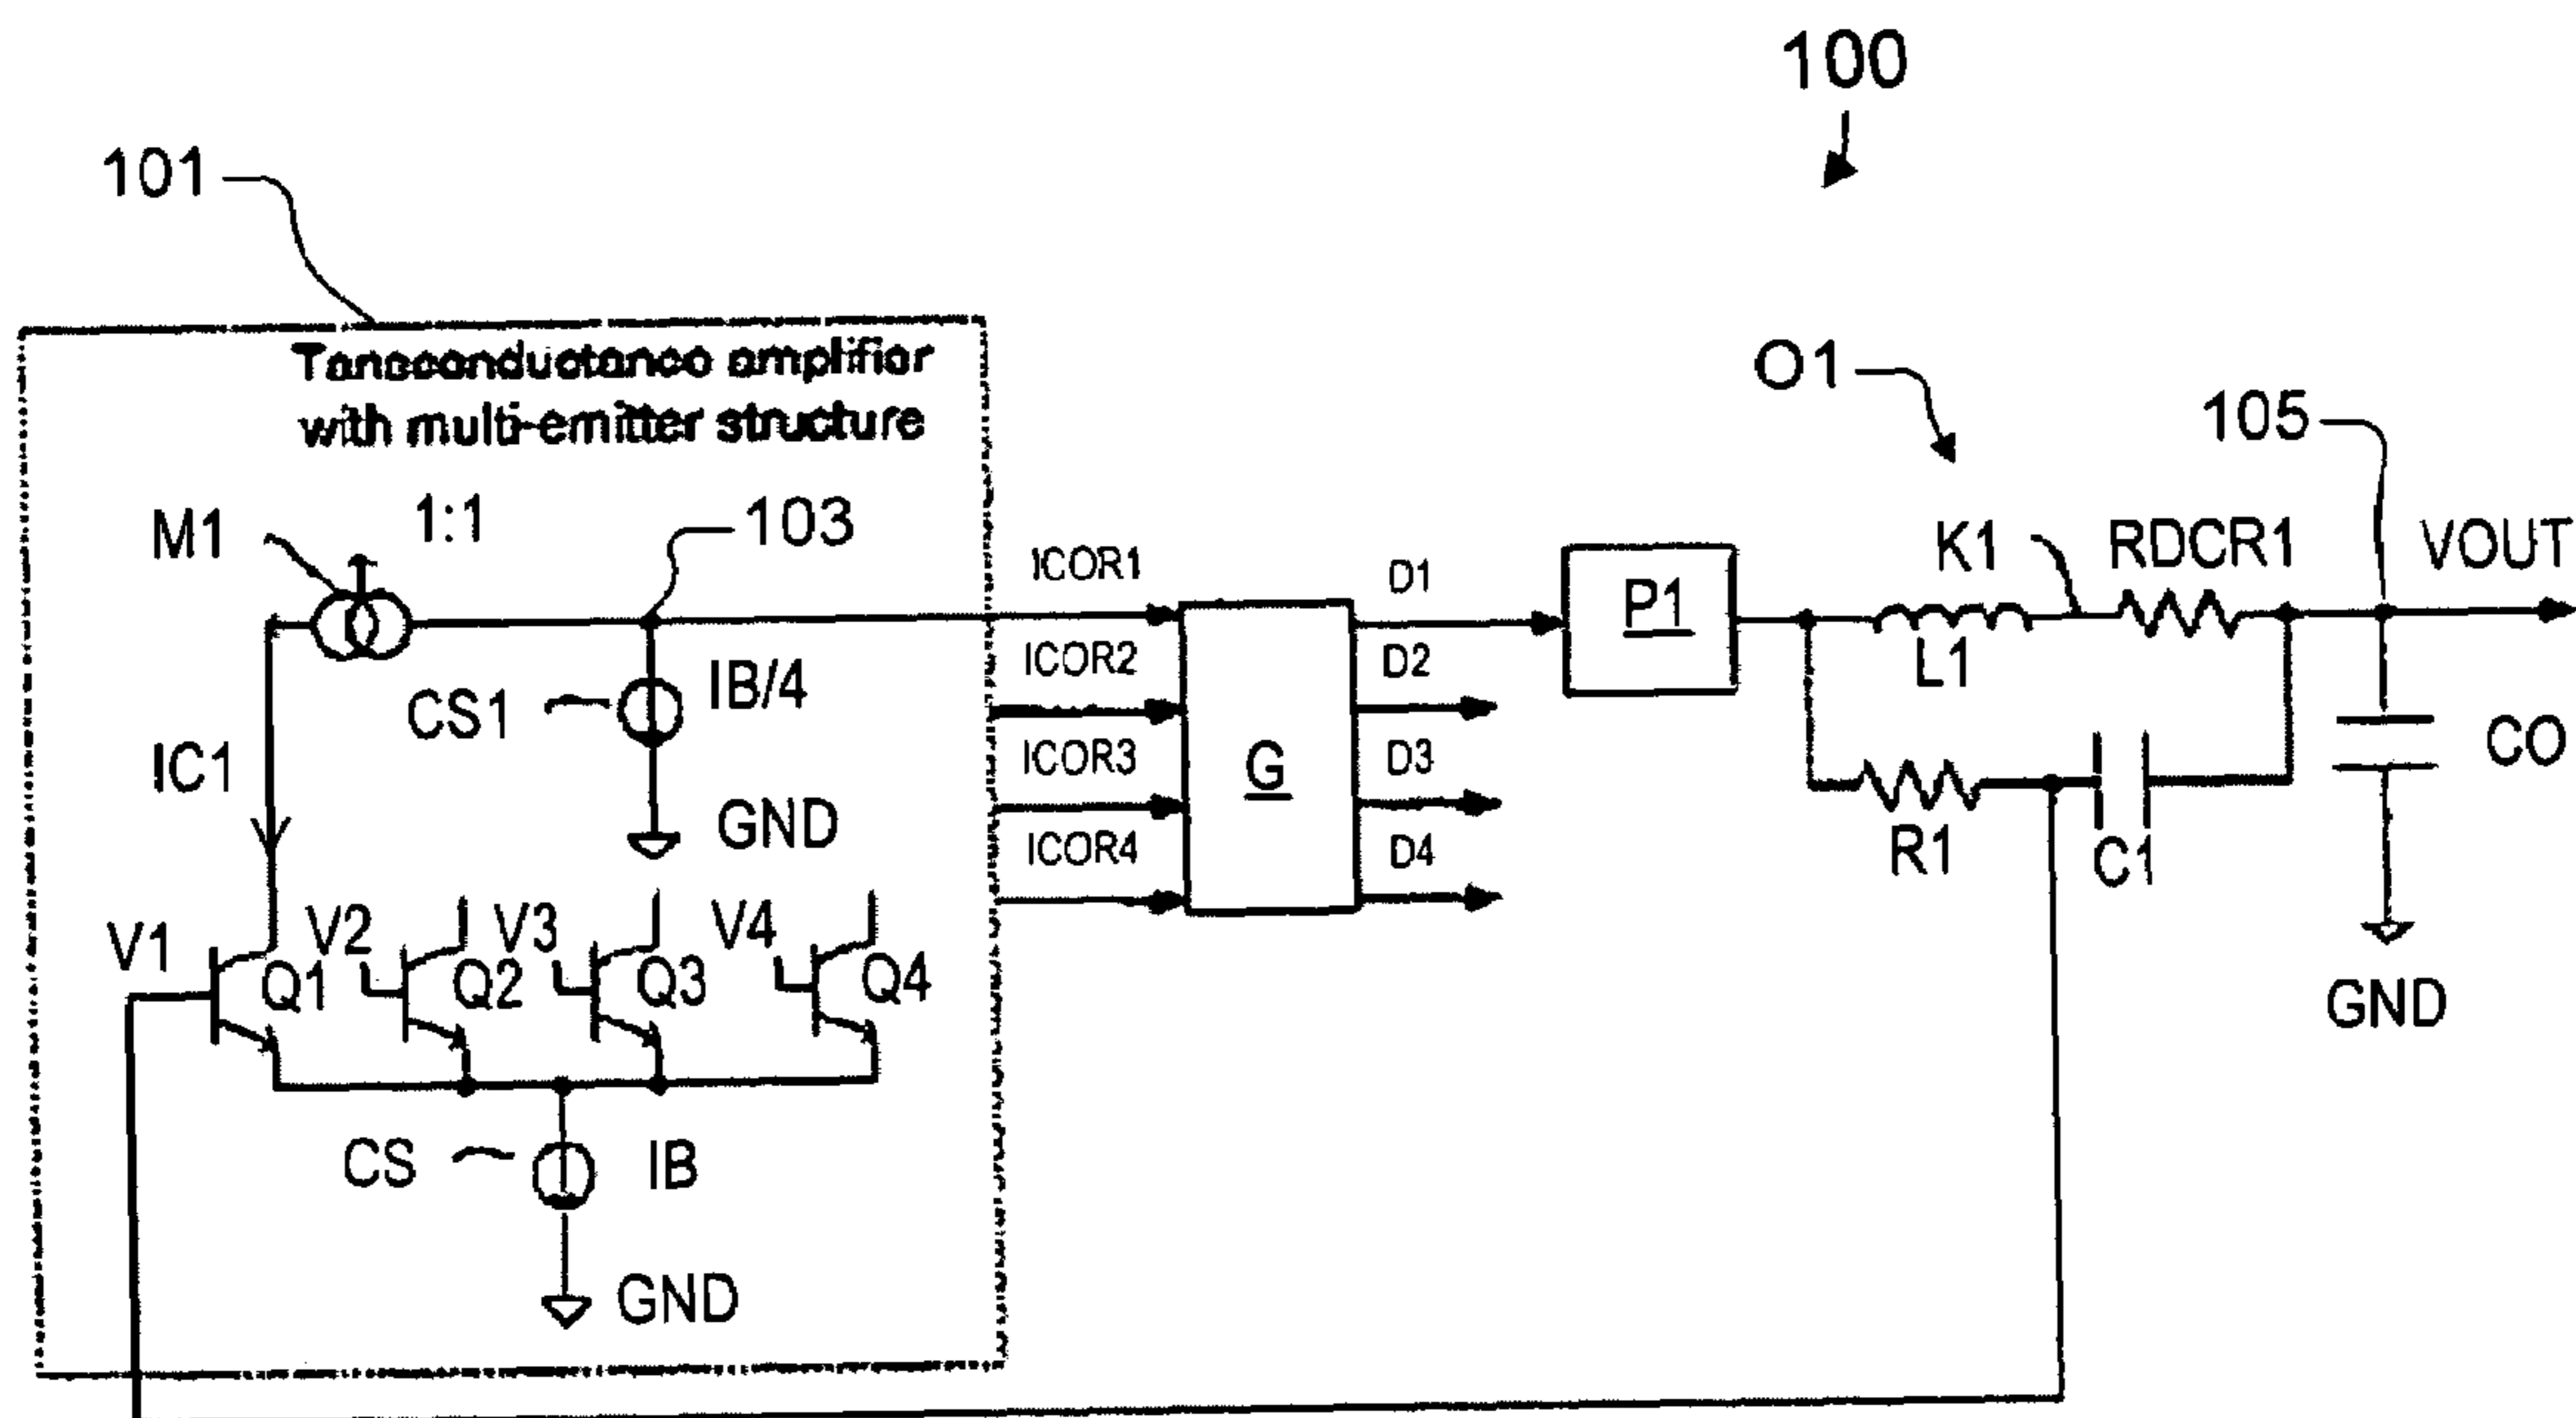 100
101
Tansconductance amplifier
with multi-emitter structure
O1
105
M1
1:1
103
ICOR1
D1
P1
K1
RDCR1
VOUT
ICOR2
D2
L1
CS1
IB/4
IC1
ICOR3
G
D3
CO
GND
ICOR4
D4
R1
C1
V1
V2
V3
V4
Q1
Q2
Q3
Q4
GND
CS
IB
GND